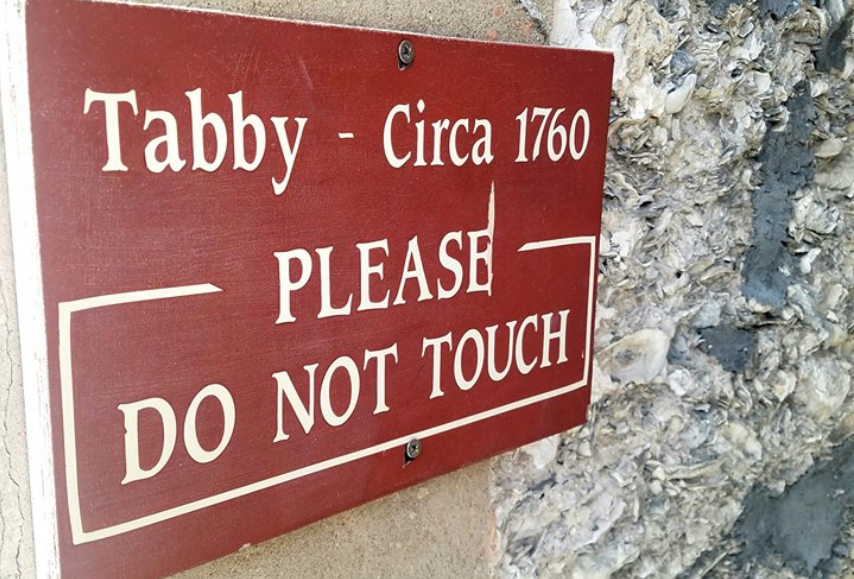 Tabby - Circa 1760
PLEASE
DO NOT TOUCH